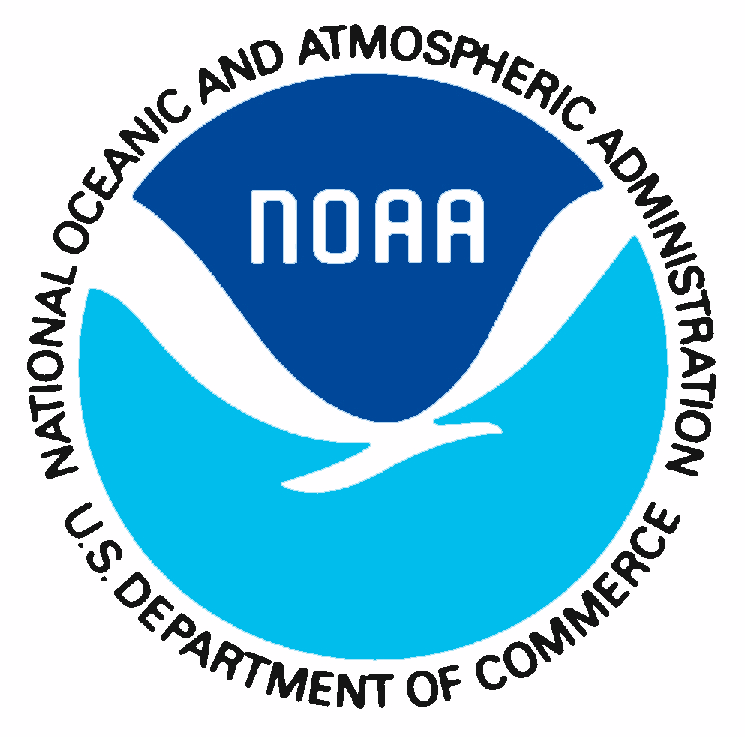 NATIONAL OCEANIC AND ATMOSPHERIC ADMINISTRATION
NOAA
U.S. DEPARTMENT OF COMMERCE